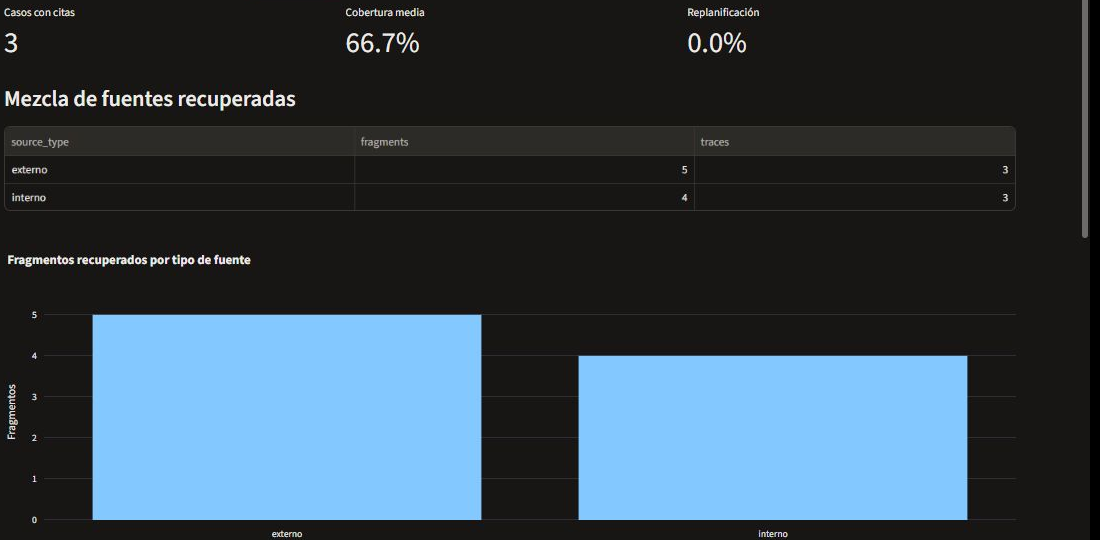 Casos con citas Cobertura media Replanificación
3 66.7% 0.0%
Mezcla de fuentes recuperadas
source_type fragments traces
externo 5 3
interno 4 3
Fragmentos recuperados por tipo de fuente
5
4
3
2
1
0
Fragmentos
externo interno